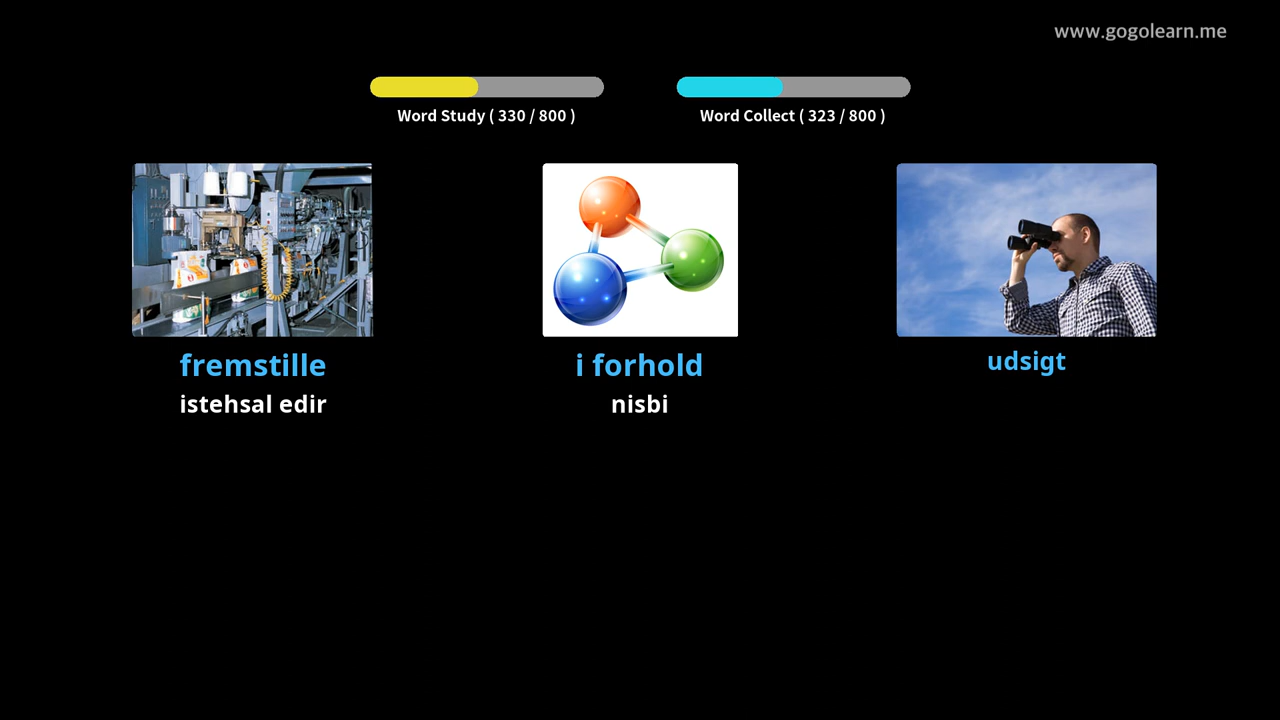 www.gogolearn.me
Word Study ( 330 / 800 )
Word Collect ( 323 / 800 )
fremstille
istehsal edir
i forhold
nisbi
udsigt